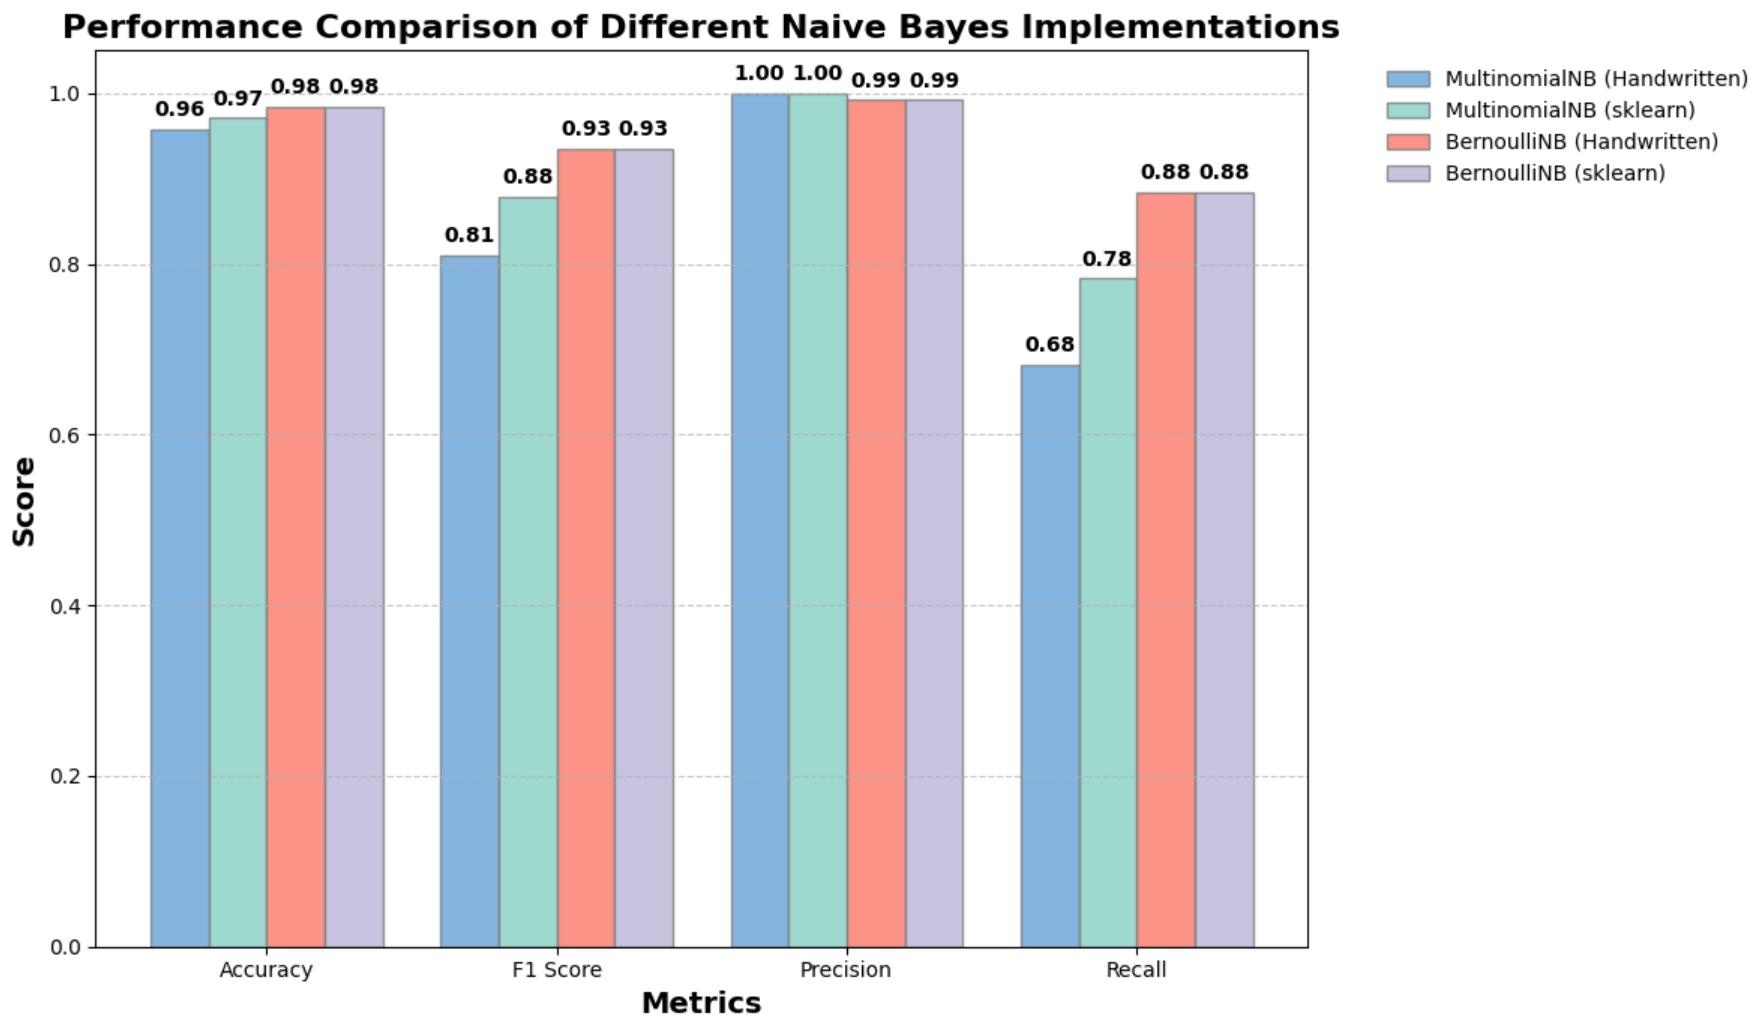 Performance Comparison of Different Naive Bayes Implementations
MultinomialNB (Handwritten)
MultinomialNB (sklearn)
BernoulliNB (Handwritten)
BernoulliNB (sklearn)
Score
1.0
0.8
0.6
0.4
0.2
0.0
0.96 0.97 0.98 0.98
0.81 0.88 0.93 0.93
1.00 1.00 0.99 0.99
0.68 0.78 0.88 0.88
Accuracy F1 Score Precision Recall
Metrics